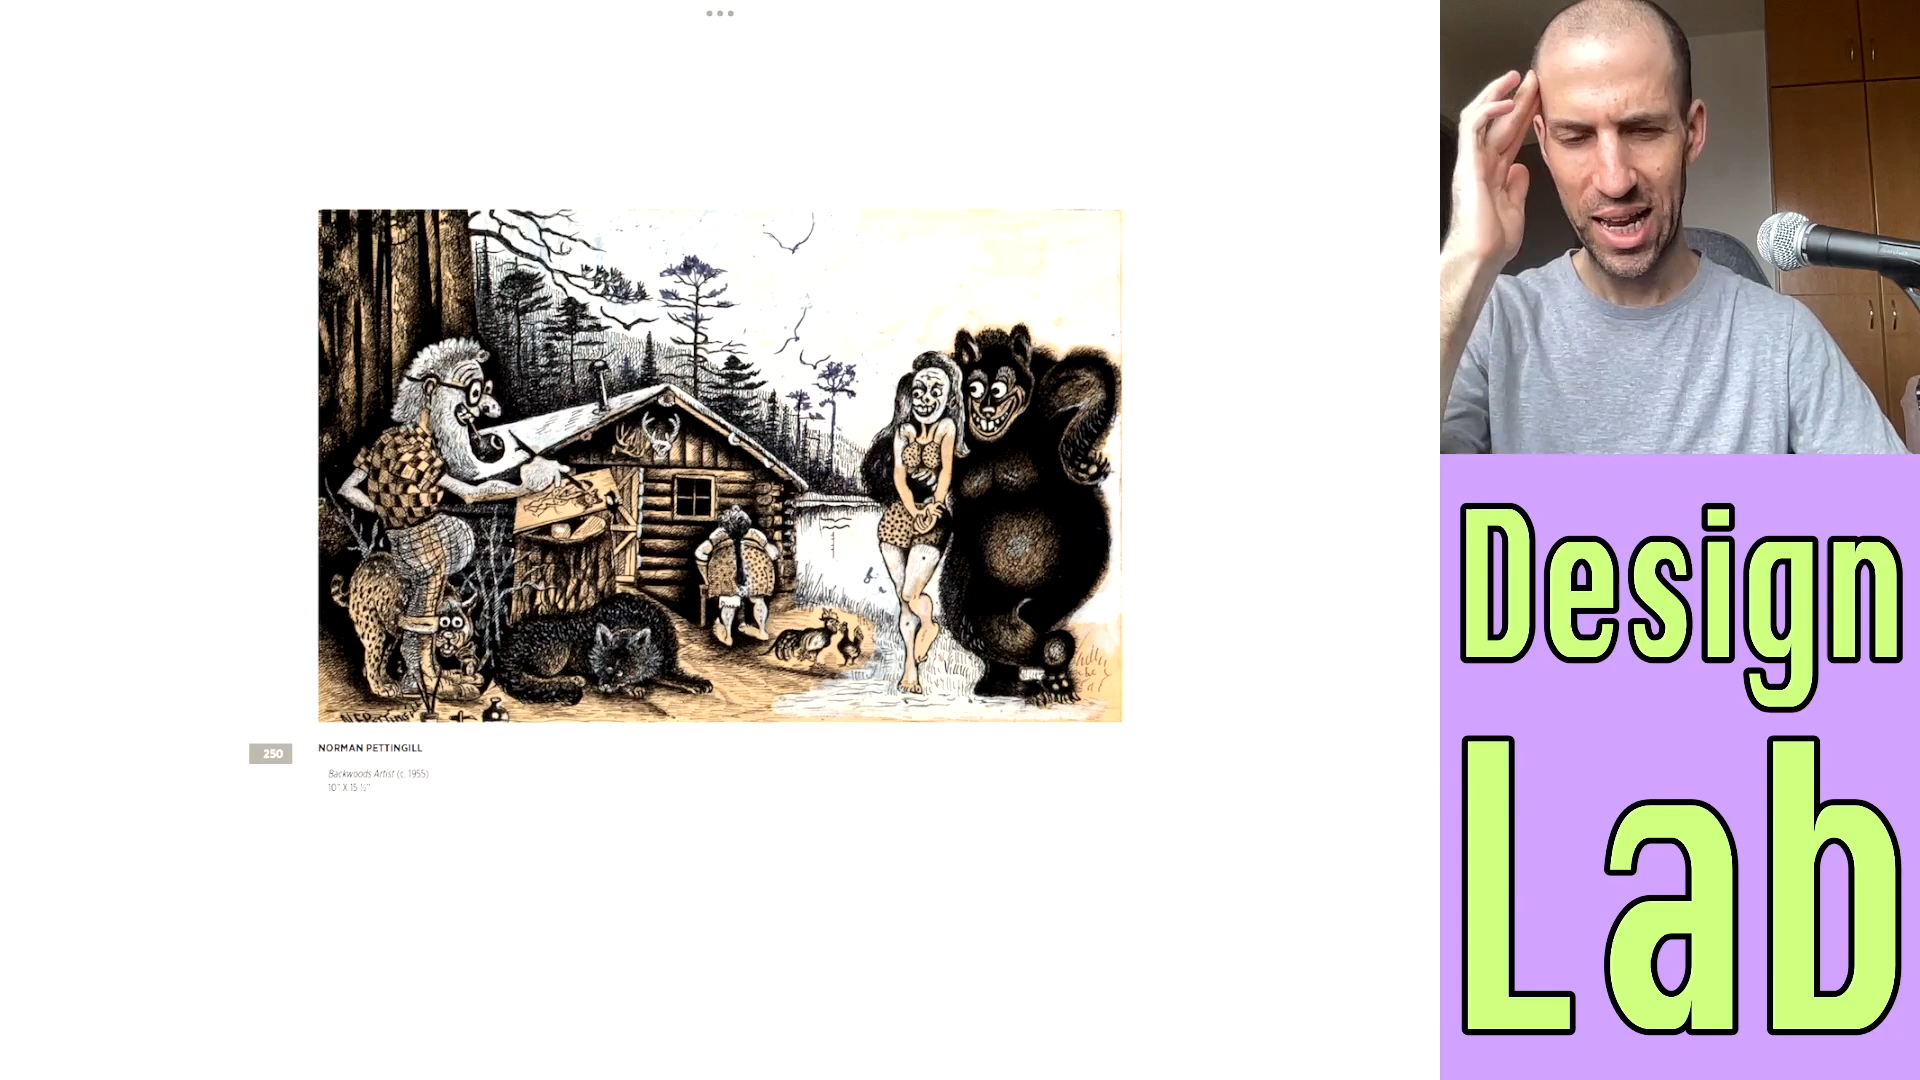 250
NORMAN PETTINGILL
Backwoods Artist (c. 1955)
10" X 15 ½"
Design
Lab